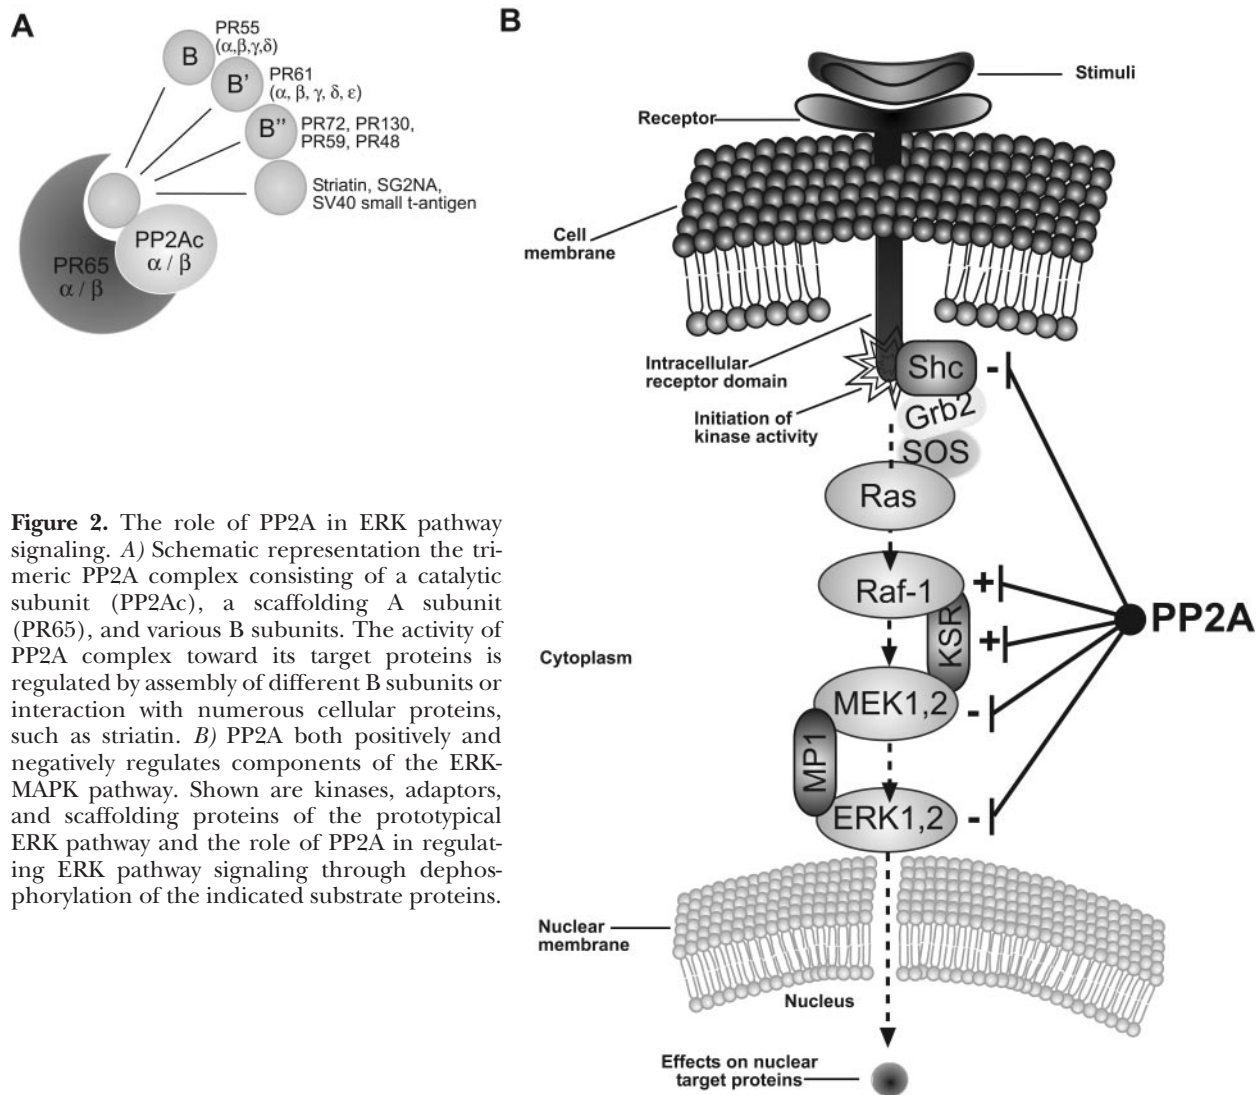 A
PR55
(α,β,γ,δ)
B
B'
PR61
(α, β, γ, δ, ε)
B"
PR72, PR130,
PR59, PR48
Striatin, SG2NA,
SV40 small t-antigen
PP2Ac
α / β
PR65
α / β
Figure 2. The role of PP2A in ERK pathway
signaling. A) Schematic representation the tri-
meric PP2A complex consisting of a catalytic
subunit (PP2Ac), a scaffolding A subunit
(PR65), and various B subunits. The activity of
PP2A complex toward its target proteins is
regulated by assembly of different B subunits or
interaction with numerous cellular proteins,
such as striatin. B) PP2A both positively and
negatively regulates components of the ERK-
MAPK pathway. Shown are kinases, adaptors,
and scaffolding proteins of the prototypical
ERK pathway and the role of PP2A in regulat-
ing ERK pathway signaling through dephos-
phorylation of the indicated substrate proteins.
B
Stimuli
Receptor
Cell
membrane
Intracellular
receptor domain
Initiation of
kinase activity
Shc
-
Grb2
SOS
Ras
Raf-1
+
KSR
+
PP2A
Cytoplasm
MEK1,2
-
MP1
ERK1,2
-
Nuclear
membrane
Nucleus
Effects on nuclear
target proteins